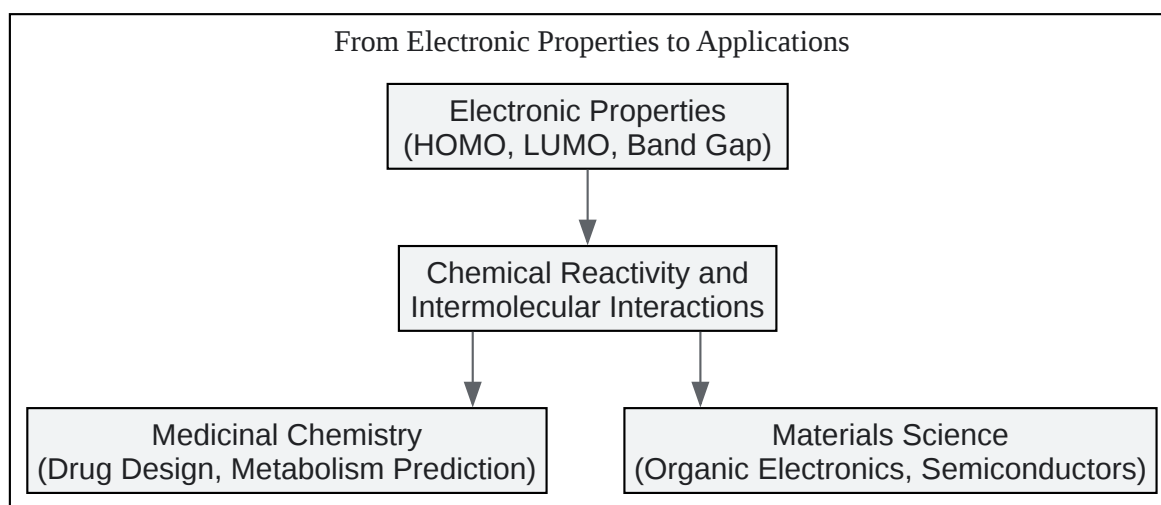 From Electronic Properties to Applications
Electronic Properties
(HOMO, LUMO, Band Gap)
Chemical Reactivity and
Intermolecular Interactions
Medicinal Chemistry
(Drug Design, Metabolism Prediction)
Materials Science
(Organic Electronics, Semiconductors)